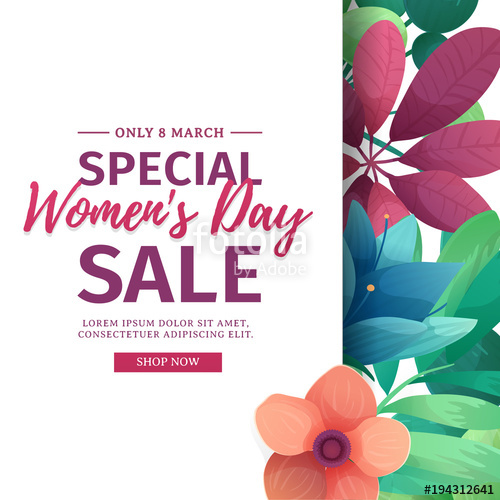 ONLY 8 MARCH
SPECIAL
Women's Day
fotolia
by Adobe
SALE
LOREM IPSUM DOLOR SIT AMET,
CONSECTETUER ADIPISCING ELIT.
SHOP NOW
#194312641